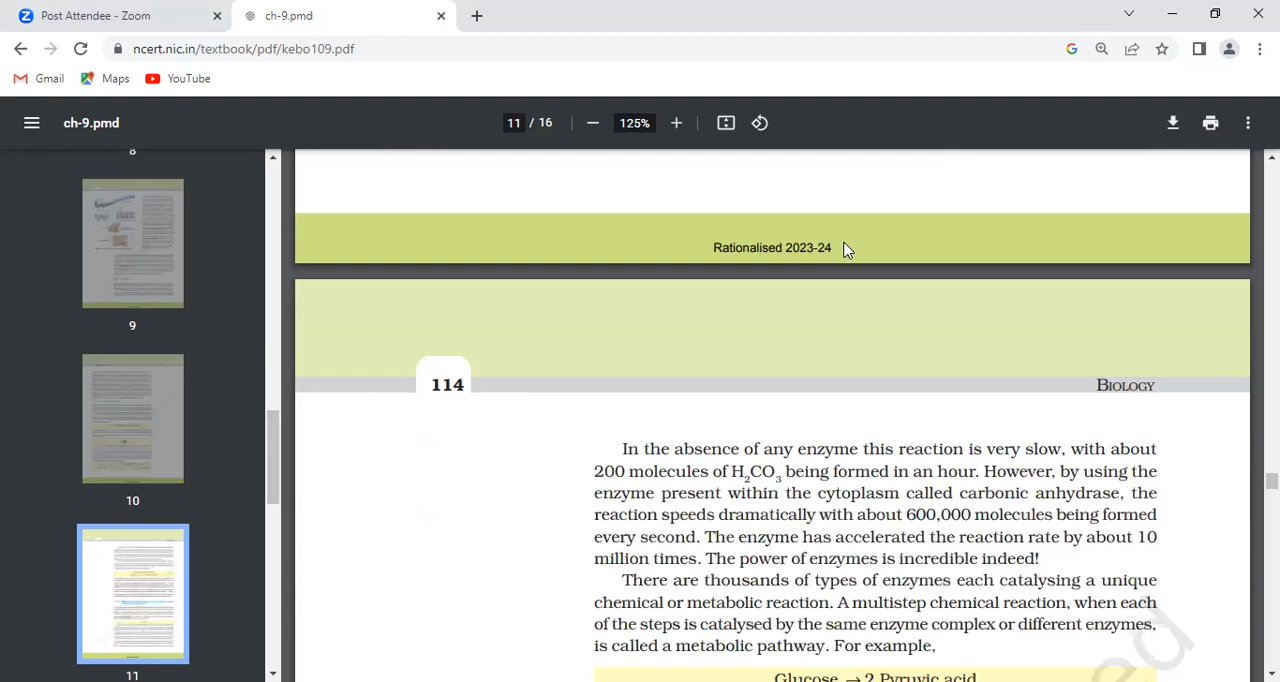 Post Attendee - Zoom
ch-9.pmd
ncert.nic.in/textbook/pdf/kebo109.pdf
Gmail Maps YouTube
ch-9.pmd
11 / 16
125%
8
9
10
11
Rationalised 2023-24
114
BIOLOGY
In the absence of any enzyme this reaction is very slow, with about
200 molecules of H₂CO₃ being formed in an hour. However, by using the
enzyme present within the cytoplasm called carbonic anhydrase, the
reaction speeds dramatically with about 600,000 molecules being formed
every second. The enzyme has accelerated the reaction rate by about 10
million times. The power of enzymes is incredible indeed!
There are thousands of types of enzymes each catalysing a unique
chemical or metabolic reaction. A multistep chemical reaction, when each
of the steps is catalysed by the same enzyme complex or different enzymes,
is called a metabolic pathway. For example,
Glucose → 2 Pyruvic acid